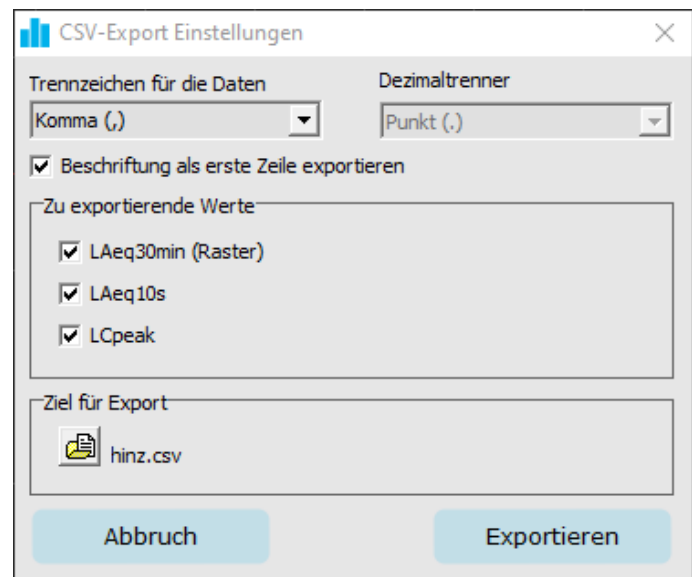 CSV-Export Einstellungen
Trennzeichen für die Daten
Dezimaltrenner
Komma (,)
Punkt (.)
Beschriftung als erste Zeile exportieren
Zu exportierende Werte
LAeq30min (Raster)
LAeq10s
LCpeak
Ziel für Export
hinz.csv
Abbruch
Exportieren